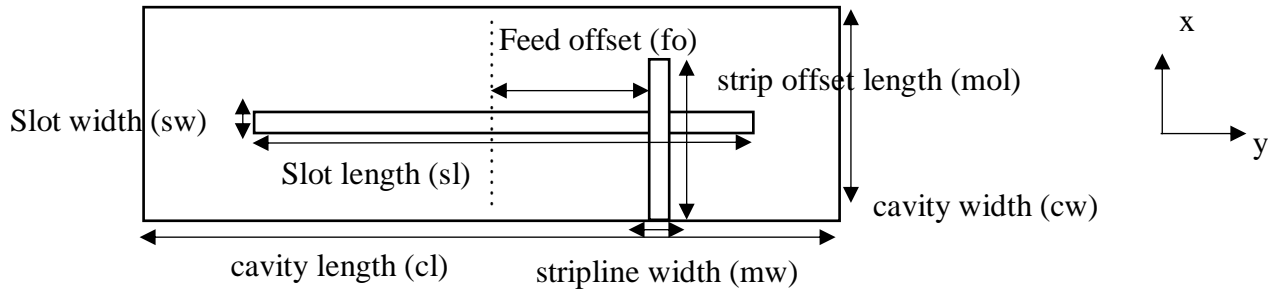 x
Feed offset (fo)
strip offset length (mol)
Slot width (sw)
y
Slot length (sl)
cavity width (cw)
cavity length (cl)
stripline width (mw)